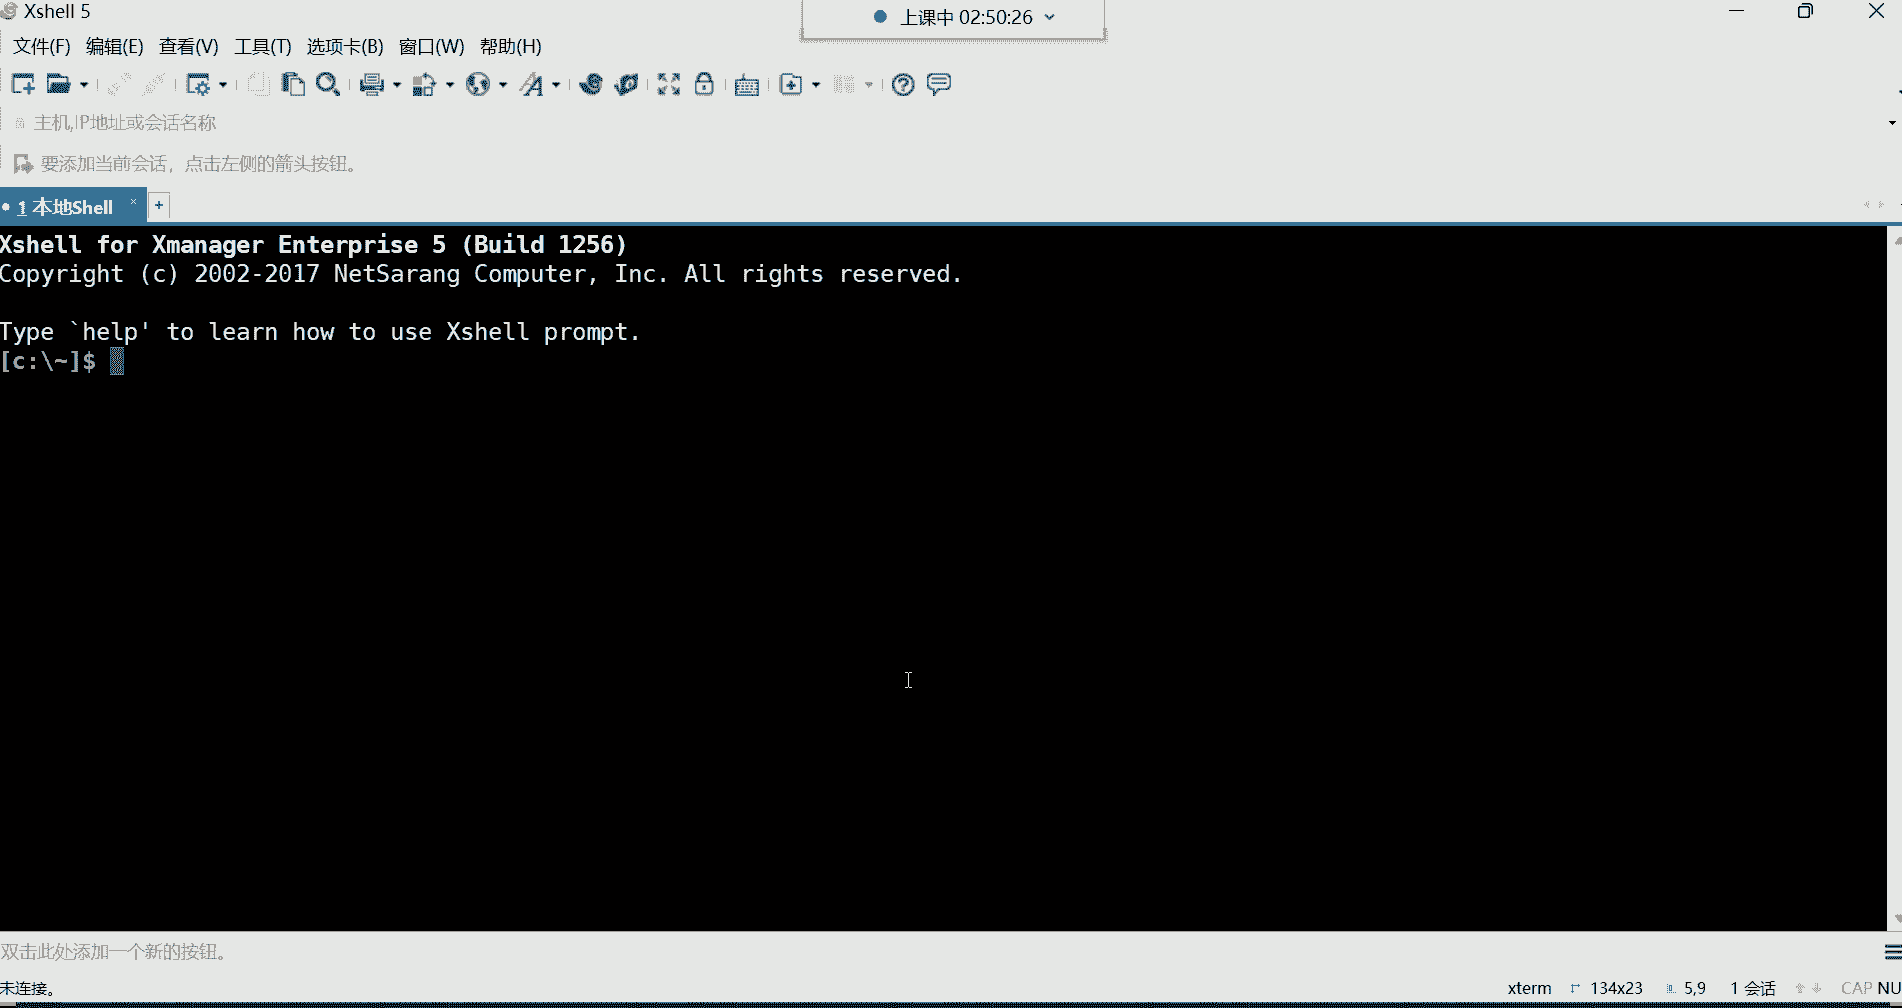 Xshell 5
上课中 02:50:26
文件(F) 编辑(E) 查看(V) 工具(T) 选项卡(B) 窗口(W) 帮助(H)
主机,IP地址或会话名称
要添加当前会话，点击左侧的箭头按钮。
1 本地Shell
Xshell for Xmanager Enterprise 5 (Build 1256)
Copyright (c) 2002-2017 NetSarang Computer, Inc. All rights reserved.
Type `help' to learn how to use Xshell prompt.
[c:\~]$
双击此处添加一个新的按钮。
未连接。 xterm 134x23 5,9 1 会话 CAP NU